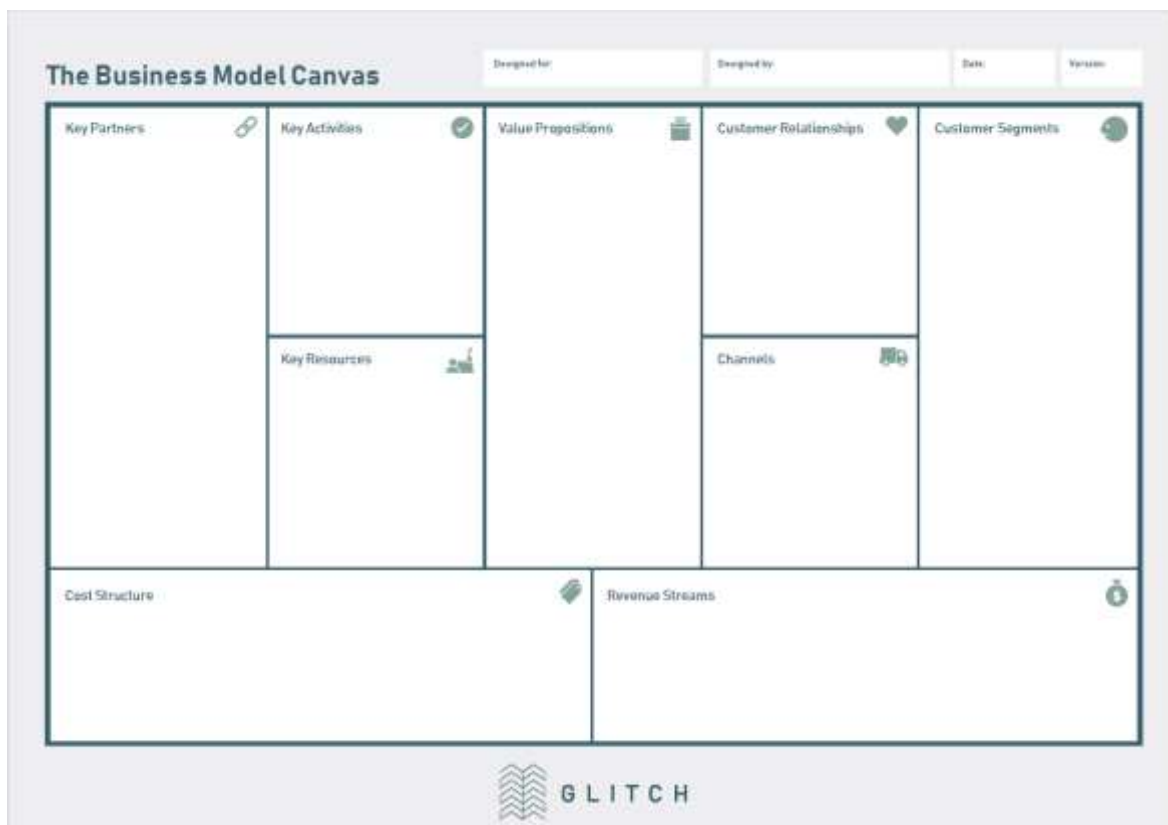 The Business Model Canvas
Designed for:
Designed by:
Date:
Version:
Key Partners
Key Activities
Value Propositions
Customer Relationships
Customer Segments
Key Resources
Channels
Cost Structure
Revenue Streams
GLITCH